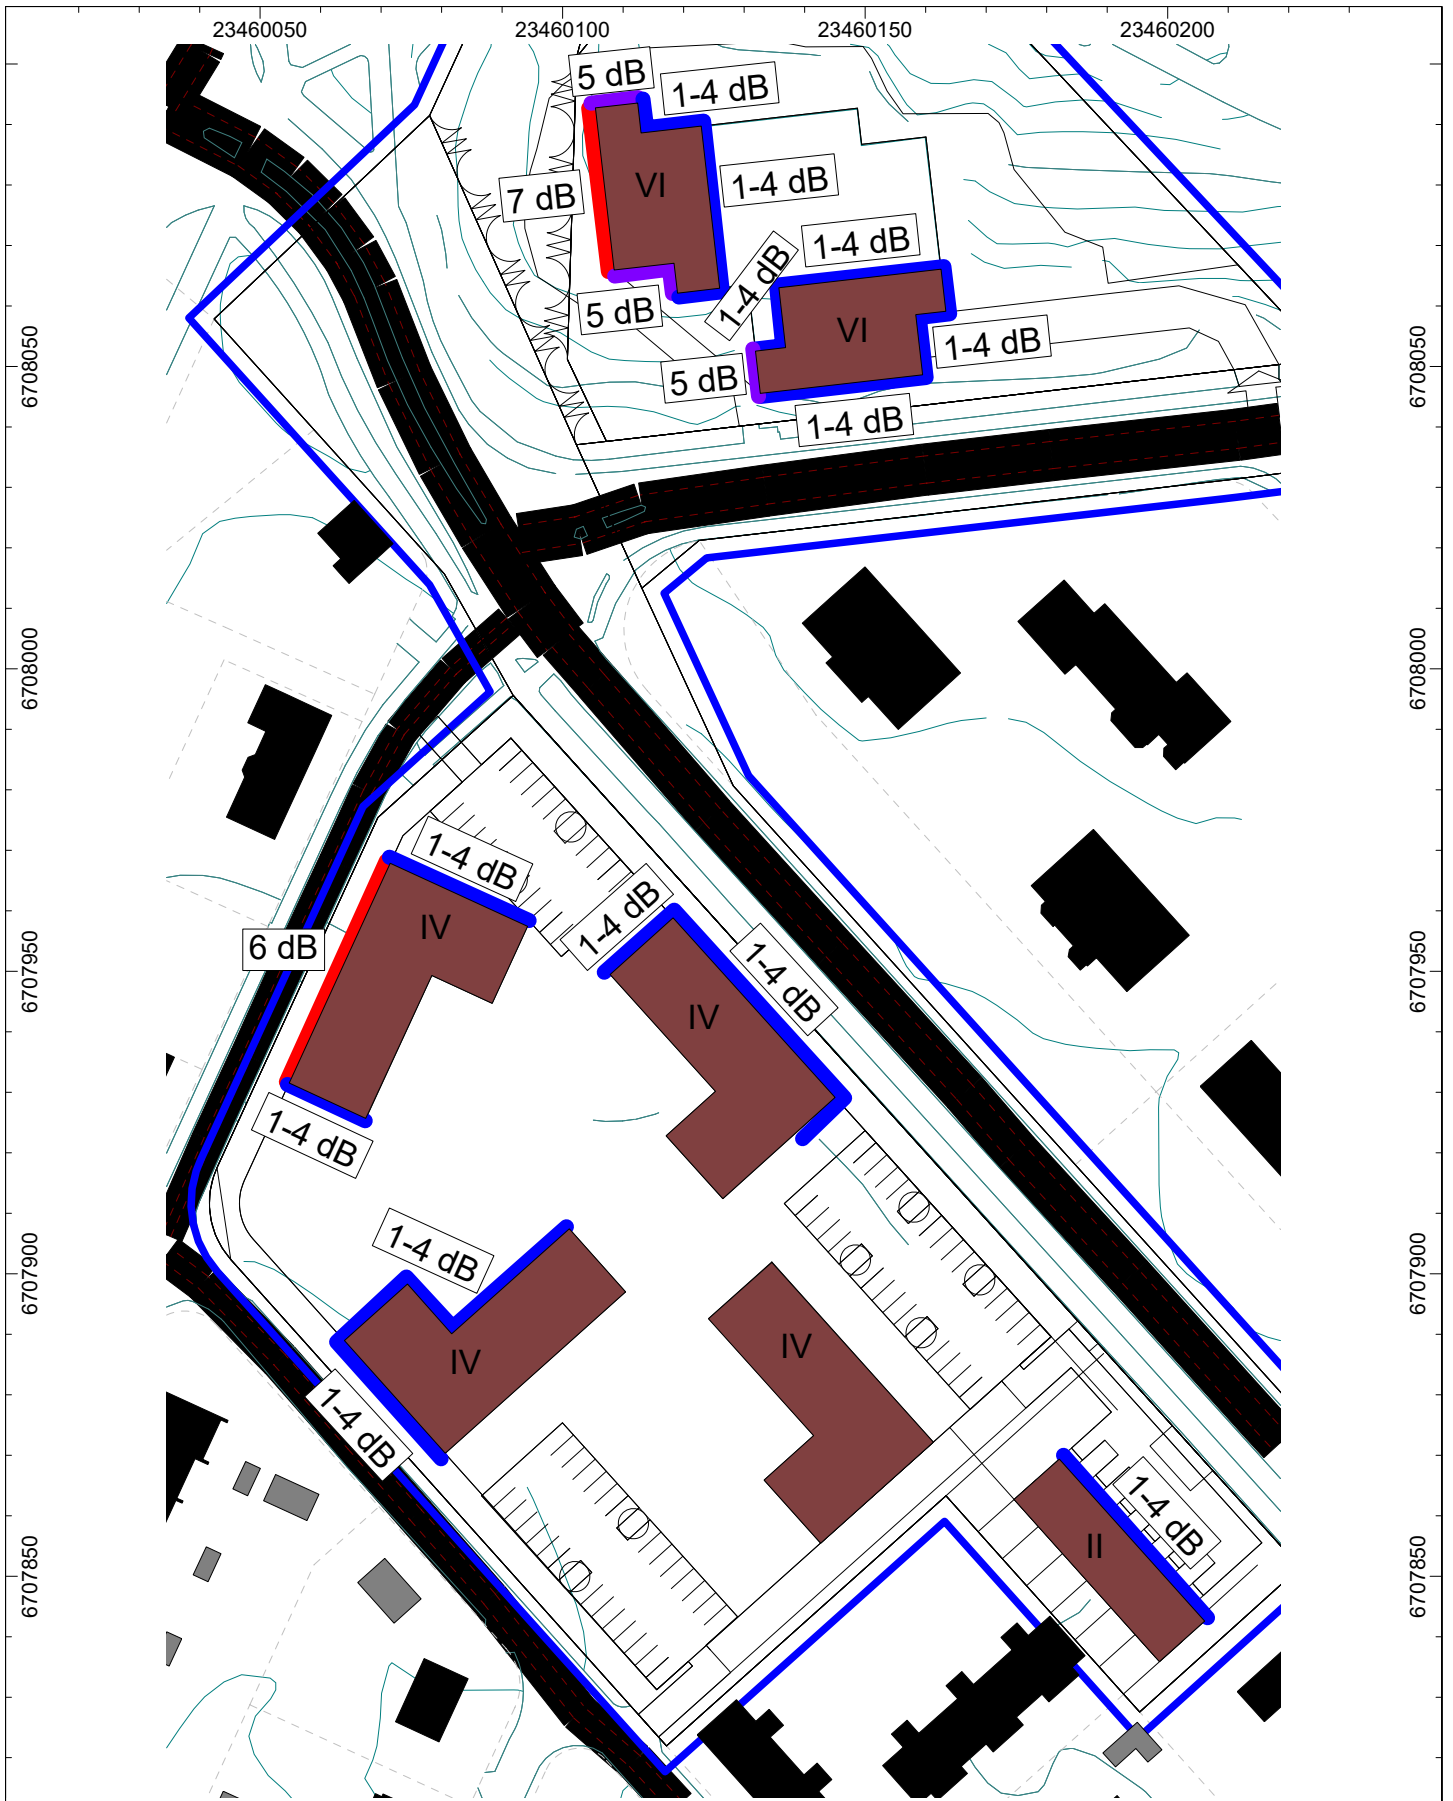 23460050
23460100
23460150
23460200
5 dB
1-4 dB
7 dB
VI
1-4 dB
1-4 dB
1-4 dB
5 dB
VI
1-4 dB
5 dB
1-4 dB
6708050
6708050
6708000
6708000
1-4 dB
1-4 dB
IV
6 dB
1-4 dB
IV
6707950
6707950
1-4 dB
1-4 dB
6707900
6707900
IV
IV
1-4 dB
1-4 dB
II
6707850
6707850